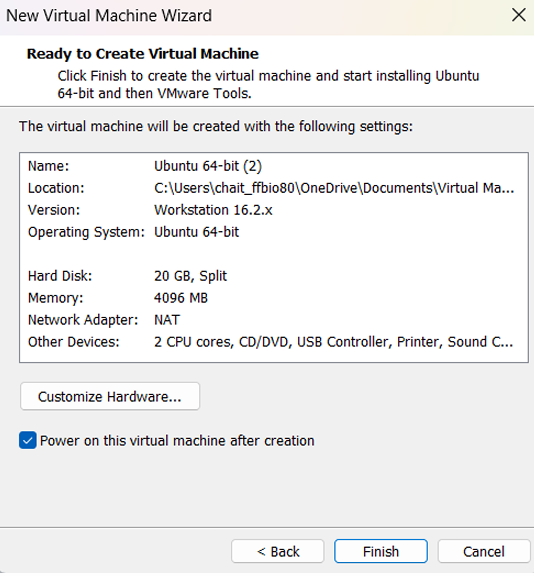 New Virtual Machine Wizard
Ready to Create Virtual Machine
Click Finish to create the virtual machine and start installing Ubuntu
64-bit and then VMware Tools.
The virtual machine will be created with the following settings:
Name: Ubuntu 64-bit (2)
Location: C:\Users\chait_ffbio80\OneDrive\Documents\Virtual Ma...
Version: Workstation 16.2.x
Operating System: Ubuntu 64-bit
Hard Disk: 20 GB, Split
Memory: 4096 MB
Network Adapter: NAT
Other Devices: 2 CPU cores, CD/DVD, USB Controller, Printer, Sound C...
Customize Hardware...
Power on this virtual machine after creation
< Back Finish Cancel